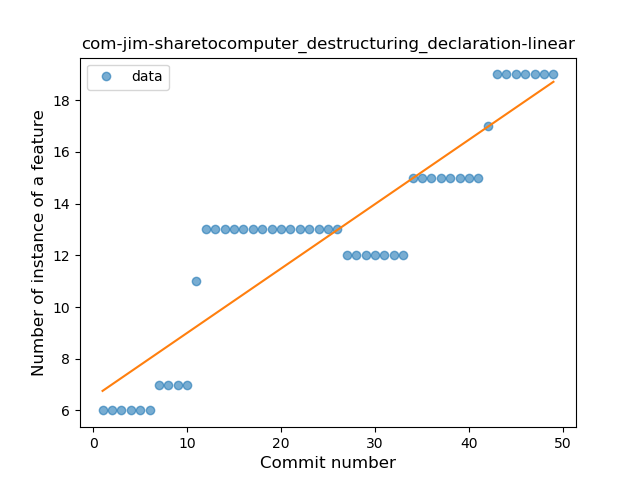 com-jim-sharetocomputer_destructuring_declaration-linear
data
Number of instance of a feature
18
16
14
12
10
8
6
0 10 20 30 40 50
Commit number